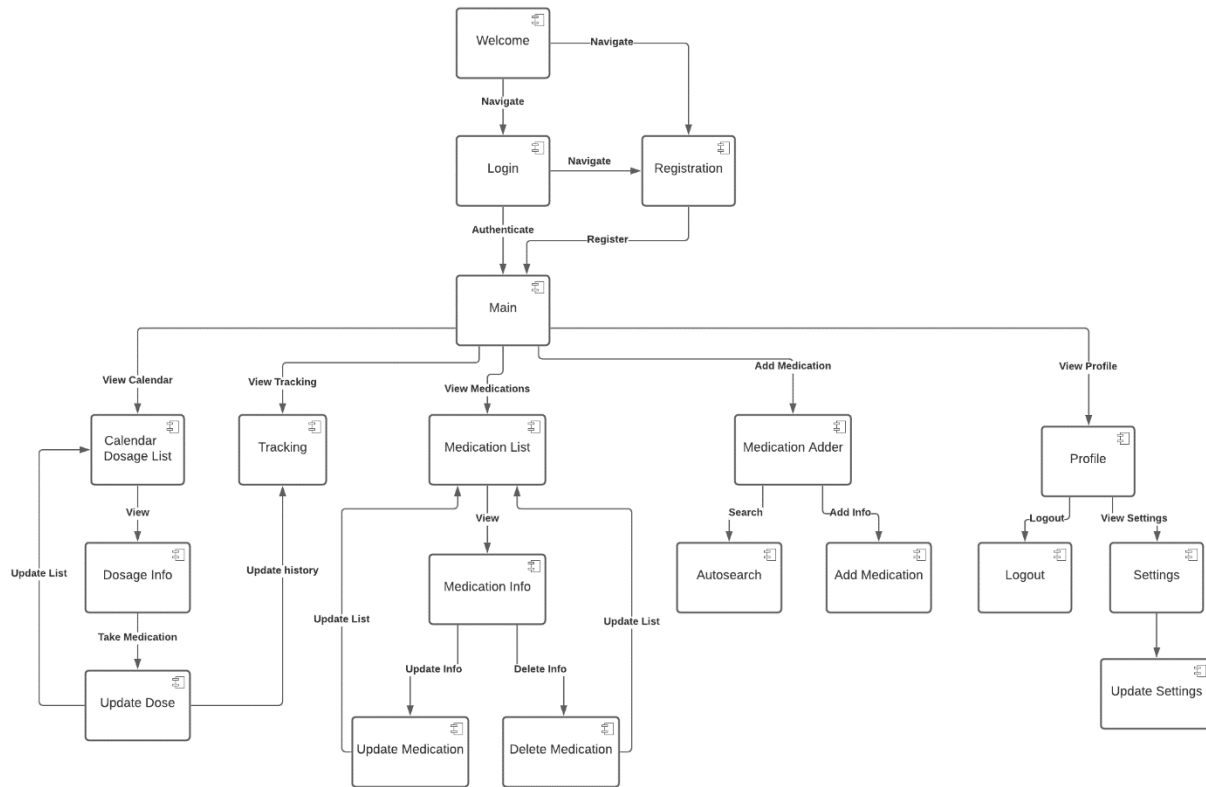 Welcome
Navigate
Navigate
Login
Navigate
Registration
Authenticate
Register
Main
View Calendar
View Tracking
View Medications
Add Medication
View Profile
Calendar
Dosage List
Tracking
Medication List
Medication Adder
Profile
View
View
Search
Add Info
Logout
View Settings
Update List
Dosage Info
Update history
Medication Info
Autosearch
Add Medication
Logout
Settings
Update List
Update List
Take Medication
Update Info
Delete Info
Update Dose
Update Settings
Update Medication
Delete Medication